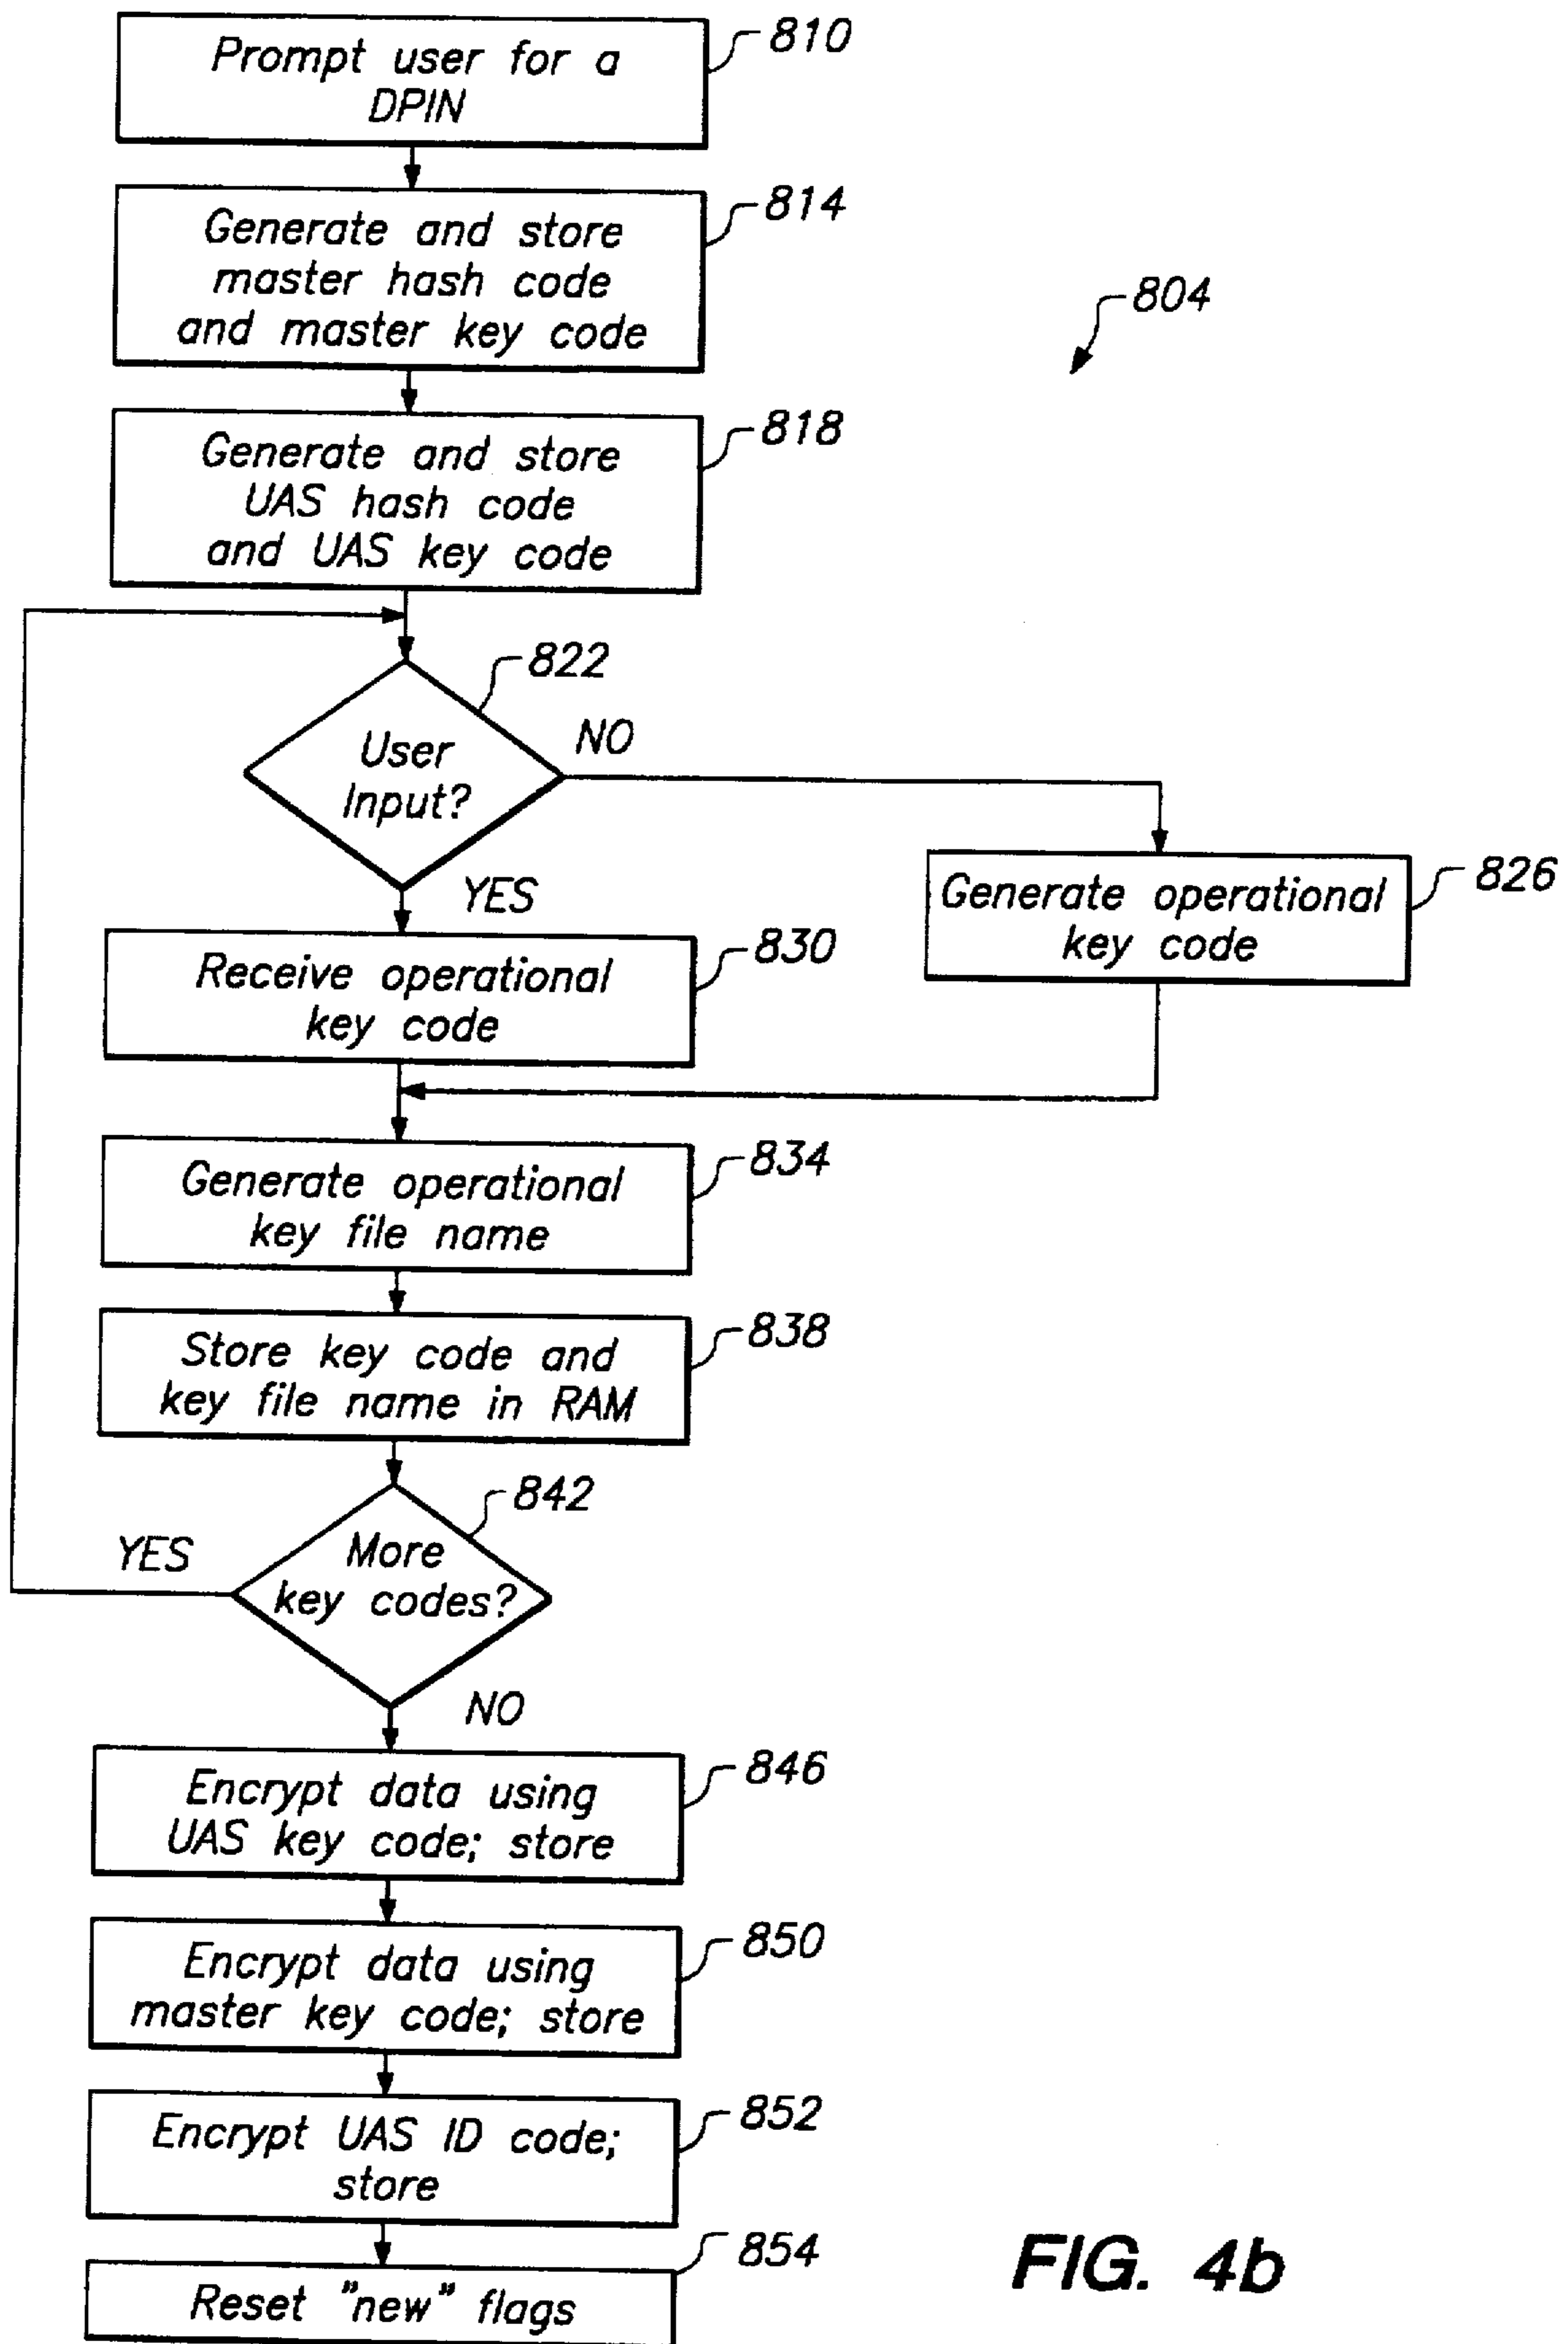 Prompt user for a
DPIN
810
Generate and store
master hash code
and master key code
814
804
Generate and store
UAS hash code
and UAS key code
818
822
User
Input?
NO
YES
Generate operational
key code
826
Receive operational
key code
830
Generate operational
key file name
834
Store key code and
key file name in RAM
838
842
More
key codes?
YES
NO
Encrypt data using
UAS key code; store
846
Encrypt data using
master key code; store
850
Encrypt UAS ID code;
store
852
854
Reset "new" flags
FIG. 4b